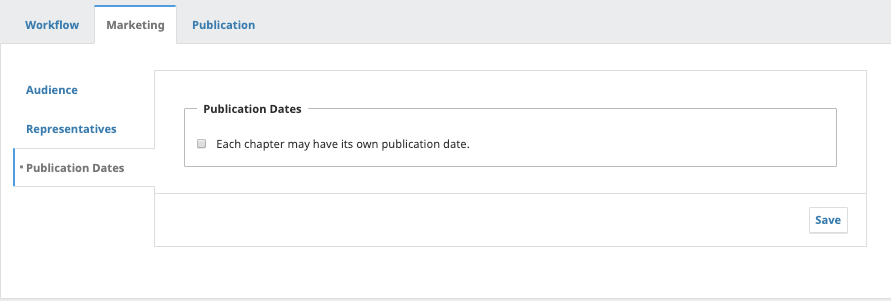 Workflow Marketing Publication
Audience
Representatives
• Publication Dates
Publication Dates
Each chapter may have its own publication date.
Save